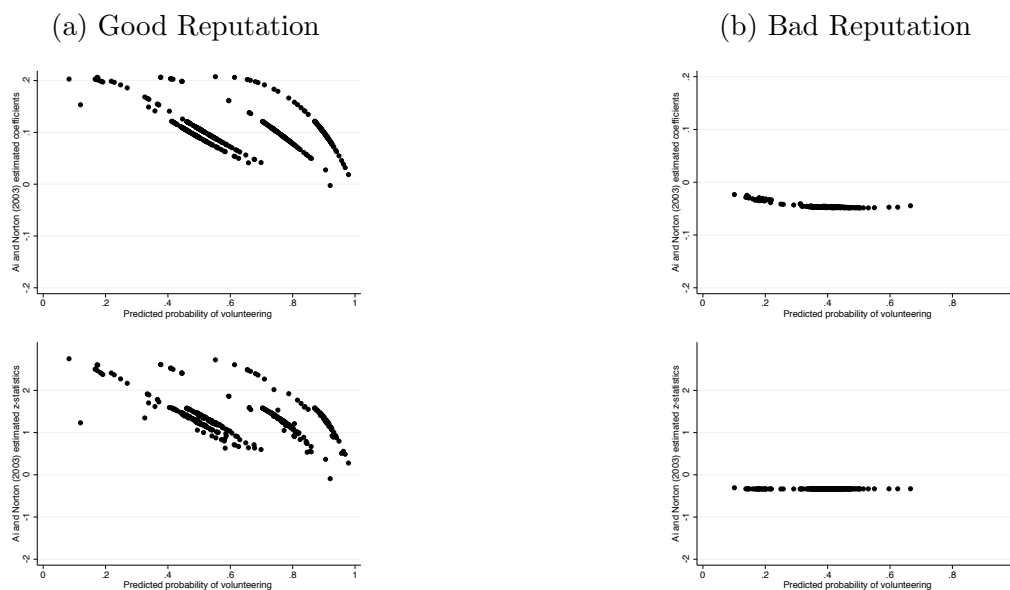 (a) Good Reputation
(b) Bad Reputation
Ai and Norton (2003) estimated coefficients
.2
.1
0
-.1
-.2
0 .2 .4 .6 .8 1
Predicted probability of volunteering
Ai and Norton (2003) estimated coefficients
.2
.1
0
-.1
-.2
0 .2 .4 .6 .8
Predicted probability of volunteering
Ai and Norton (2003) estimated z-statistics
2
1
0
-1
-2
0 .2 .4 .6 .8 1
Predicted probability of volunteering
Ai and Norton (2003) estimated z-statistics
2
1
0
-1
-2
0 .2 .4 .6 .8
Predicted probability of volunteering